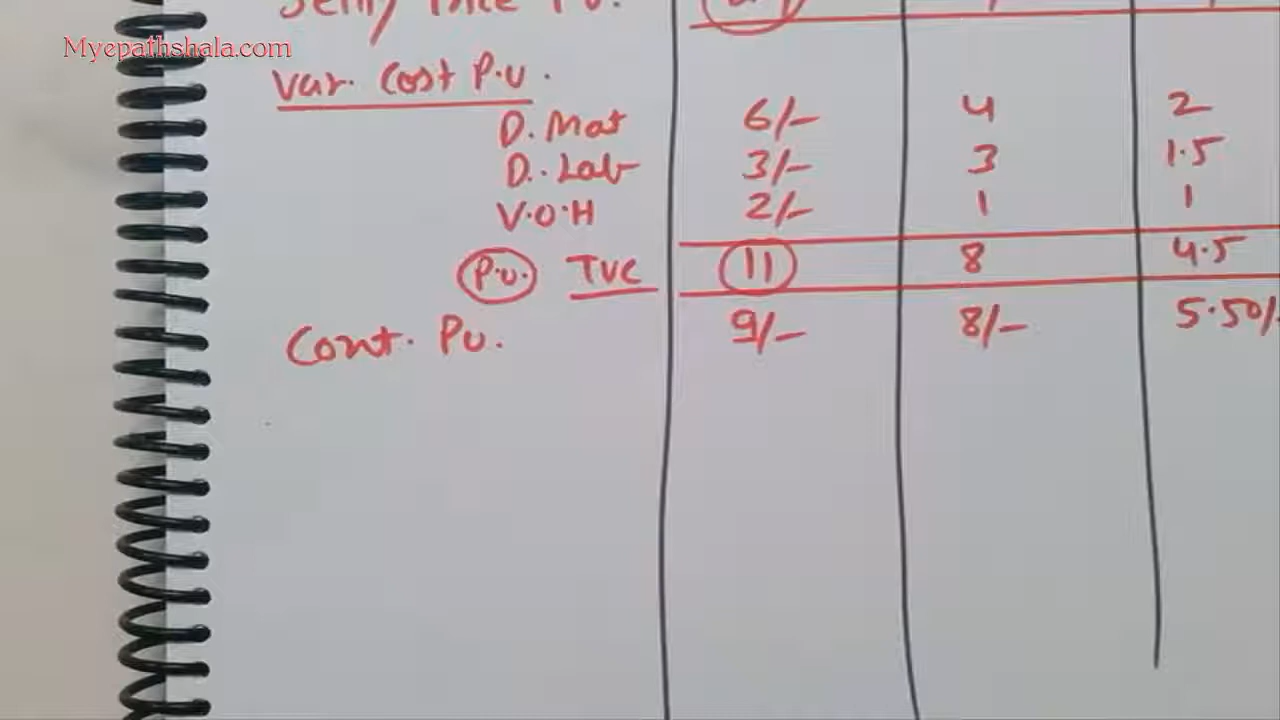 Myepathshala.com
Var. Cost P.U.
D. Mat 6/- 4 2
D. Lab 3/- 3 1.5
V.O.H 2/- 1 1
P.U. TVC 11 8 4.5
Cont. PU. 9/- 8/- 5.50/-